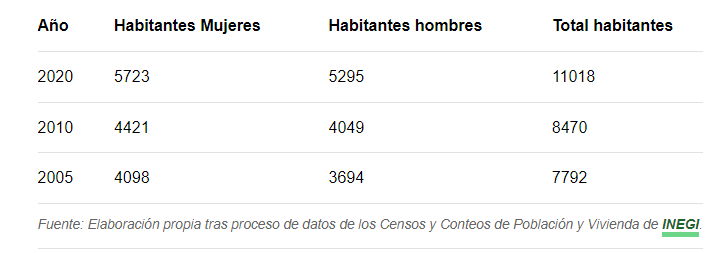 Año Habitantes Mujeres Habitantes hombres Total habitantes
2020 5723 5295 11018
2010 4421 4049 8470
2005 4098 3694 7792
Fuente: Elaboración propia tras proceso de datos de los Censos y Conteos de Población y Vivienda de INEGI.